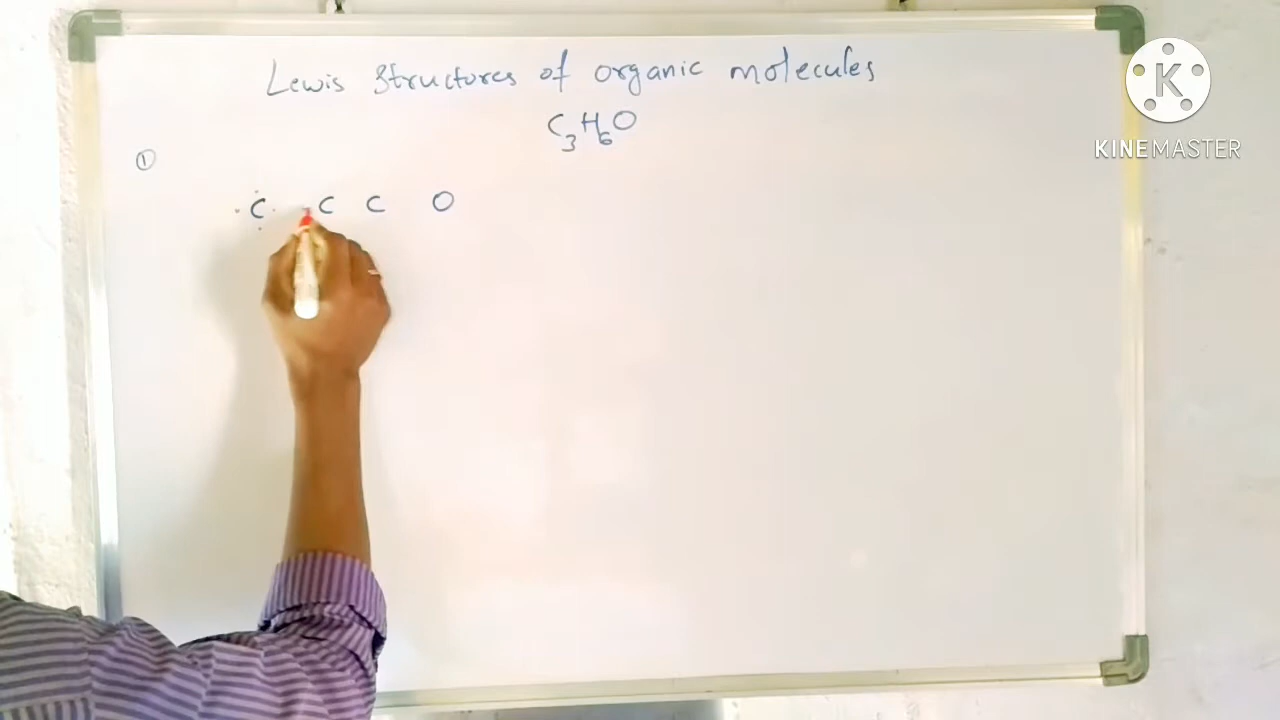 Lewis Structures of organic molecules
C3H6O
①
C C C O
K
KINEMASTER